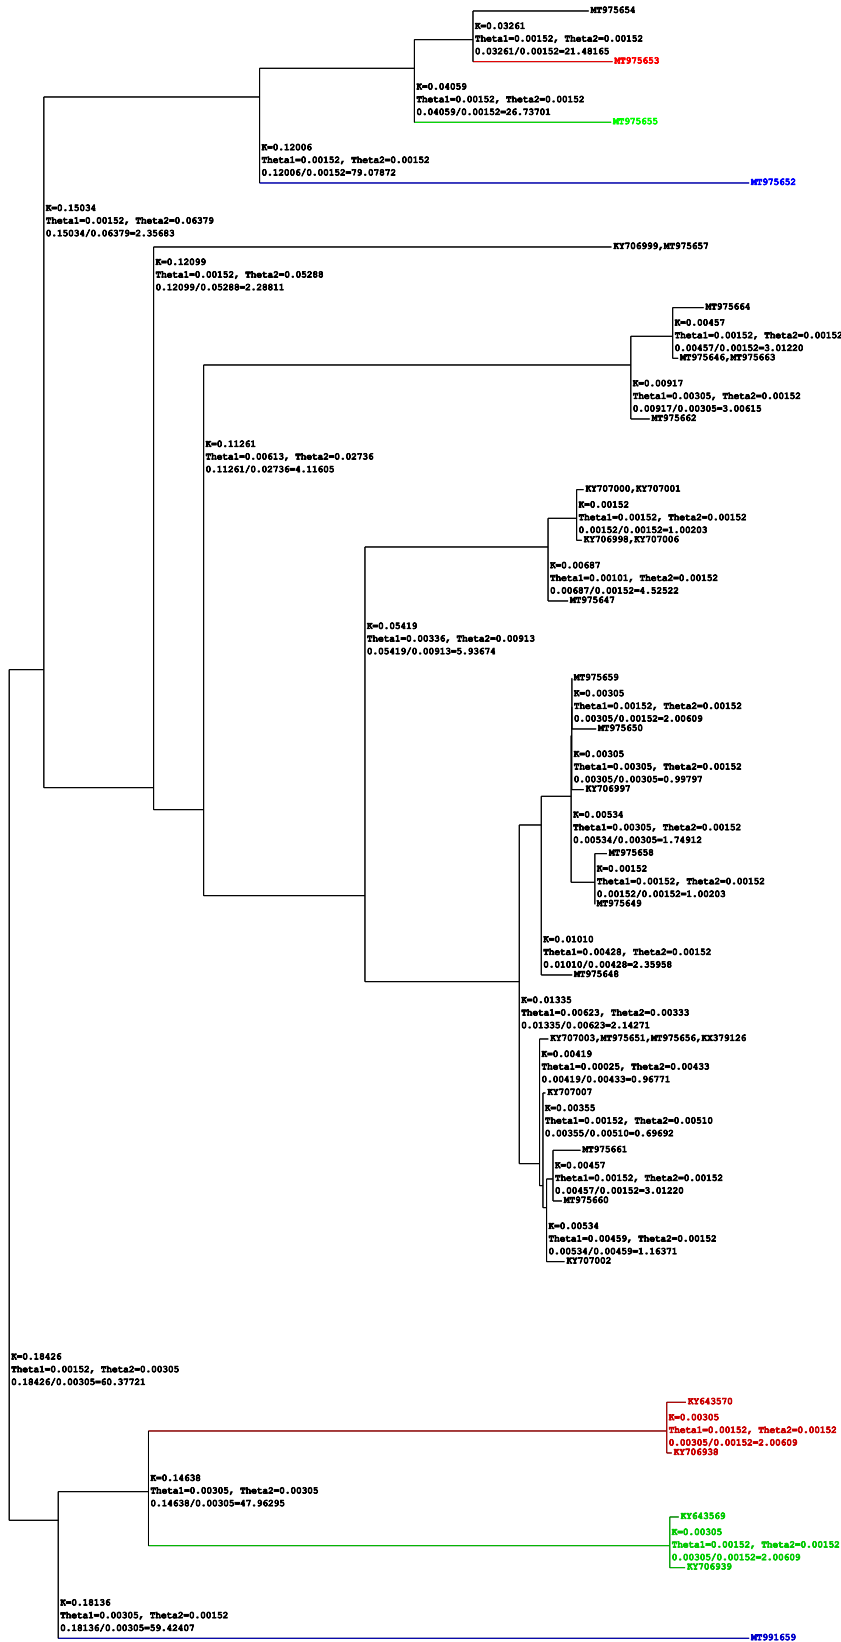 MT975654
K=0.03261
Theta1=0.00152, Theta2=0.00152
0.03261/0.00152=21.48165
MT975653
K=0.04059
Theta1=0.00152, Theta2=0.00152
0.04059/0.00152=26.73701
MT975655
K=0.12006
Theta1=0.00152, Theta2=0.00152
0.12006/0.00152=79.07872
MT975652
K=0.15034
Theta1=0.00152, Theta2=0.06379
0.15034/0.06379=2.35683
KY706999,MT975657
K=0.12099
Theta1=0.00152, Theta2=0.05288
0.12099/0.05288=2.28811
MT975664
K=0.00457
Theta1=0.00152, Theta2=0.00152
0.00457/0.00152=3.01220
MT975646,MT975663
K=0.00917
Theta1=0.00305, Theta2=0.00152
0.00917/0.00305=3.00615
MT975662
K=0.11261
Theta1=0.00613, Theta2=0.02736
0.11261/0.02736=4.11605
KY707000,KY707001
K=0.00152
Theta1=0.00152, Theta2=0.00152
0.00152/0.00152=1.00203
KY706998,KY707006
K=0.00687
Theta1=0.00101, Theta2=0.00152
0.00687/0.00152=4.52522
MT975647
K=0.05419
Theta1=0.00336, Theta2=0.00913
0.05419/0.00913=5.93674
MT975659
K=0.00305
Theta1=0.00152, Theta2=0.00152
0.00305/0.00152=2.00609
MT975650
K=0.00305
Theta1=0.00305, Theta2=0.00152
0.00305/0.00305=0.99797
KY706997
K=0.00534
Theta1=0.00305, Theta2=0.00152
0.00534/0.00305=1.74912
MT975658
K=0.00152
Theta1=0.00152, Theta2=0.00152
0.00152/0.00152=1.00203
MT975649
K=0.01010
Theta1=0.00428, Theta2=0.00152
0.01010/0.00428=2.35958
MT975648
K=0.01335
Theta1=0.00623, Theta2=0.00333
0.01335/0.00623=2.14271
KY707003,MT975651,MT975656,KX379126
K=0.00419
Theta1=0.00025, Theta2=0.00433
0.00419/0.00433=0.96771
KY707007
K=0.00355
Theta1=0.00152, Theta2=0.00510
0.00355/0.00510=0.69692
MT975661
K=0.00457
Theta1=0.00152, Theta2=0.00152
0.00457/0.00152=3.01220
MT975660
K=0.00534
Theta1=0.00459, Theta2=0.00152
0.00534/0.00459=1.16371
KY707002
K=0.18426
Theta1=0.00152, Theta2=0.00305
0.18426/0.00305=60.37721
KY643570
K=0.00305
Theta1=0.00152, Theta2=0.00152
0.00305/0.00152=2.00609
KY706938
K=0.14638
Theta1=0.00305, Theta2=0.00305
0.14638/0.00305=47.96295
KY643569
K=0.00305
Theta1=0.00152, Theta2=0.00152
0.00305/0.00152=2.00609
KY706939
K=0.18136
Theta1=0.00305, Theta2=0.00152
0.18136/0.00305=59.42407
MT991659